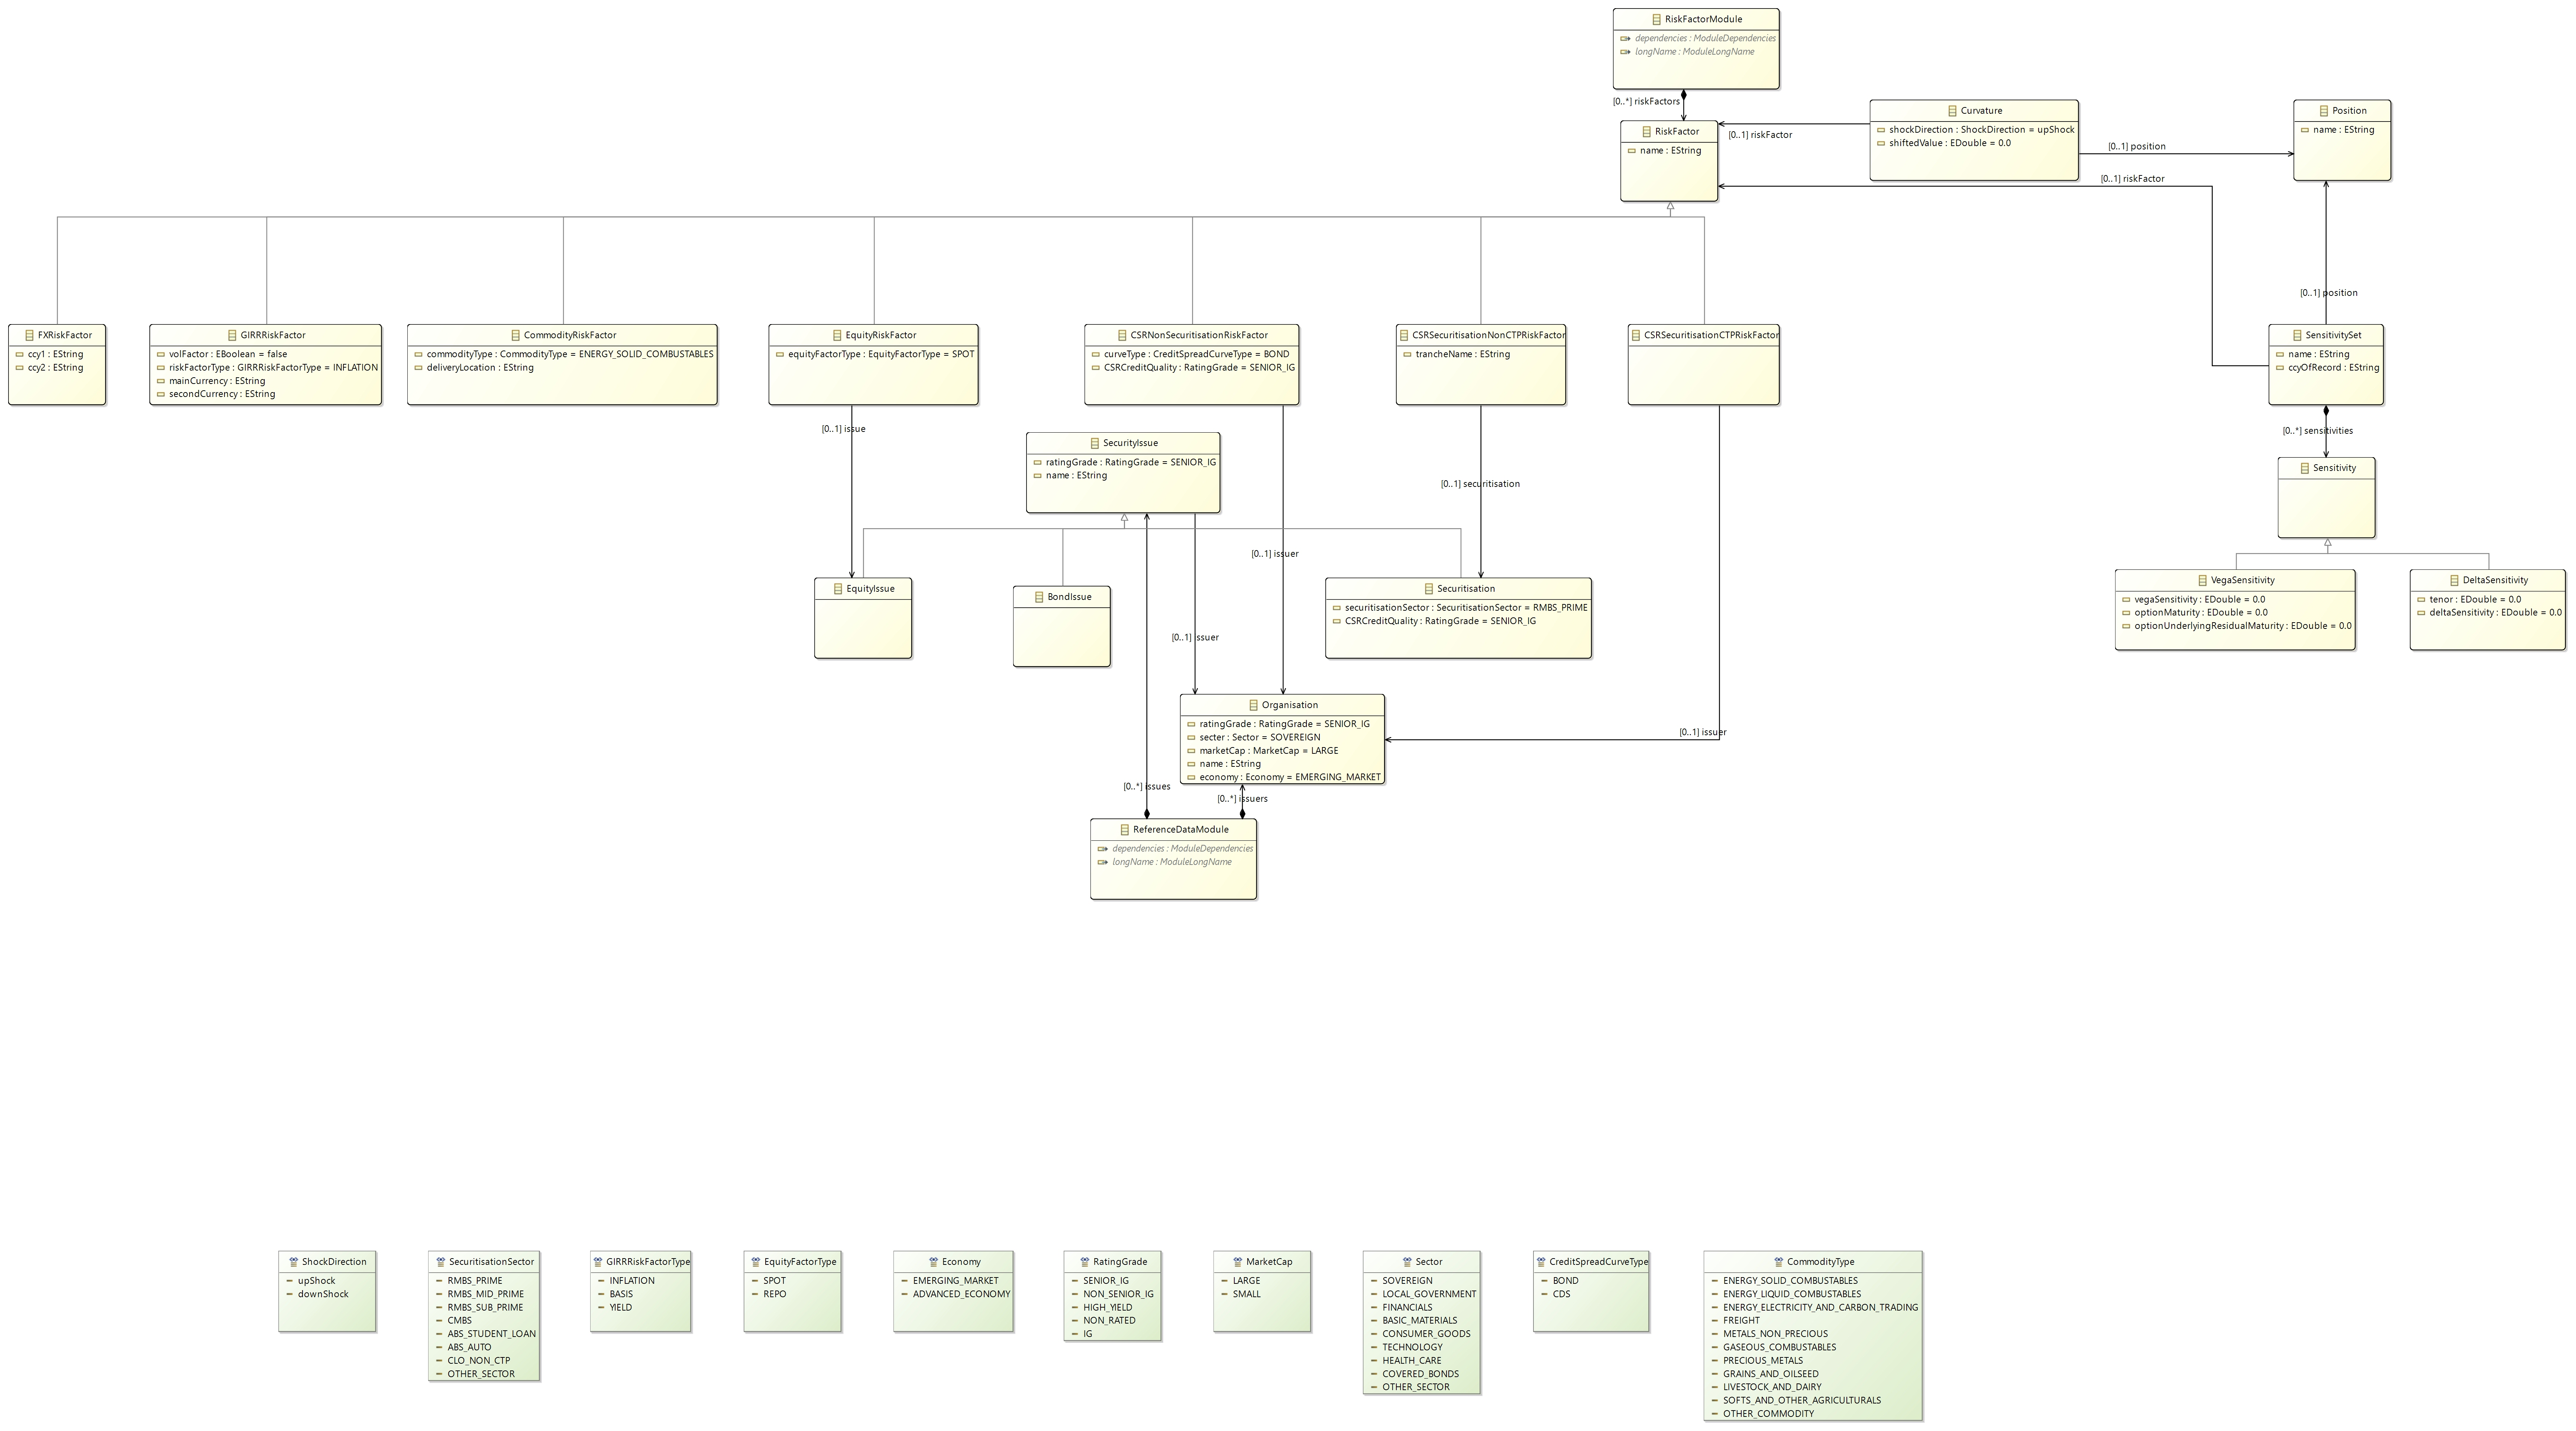 RiskFactorModule
dependencies : ModuleDependencies
longName : ModuleLongName
[0..*] riskFactors
RiskFactor
name : EString
[0..1] riskFactor
Curvature
shockDirection : ShockDirection = upShock
shiftedValue : EDouble = 0.0
[0..1] position
Position
name : EString
[0..1] riskFactor
[0..1] position
FXRiskFactor
ccy1 : EString
ccy2 : EString
GIRRRiskFactor
volFactor : EBoolean = false
riskFactorType : GIRRRiskFactorType = INFLATION
mainCurrency : EString
secondCurrency : EString
CommodityRiskFactor
commodityType : CommodityType = ENERGY_SOLID_COMBUSTABLES
deliveryLocation : EString
EquityRiskFactor
equityFactorType : EquityFactorType = SPOT
CSRNonSecuritisationRiskFactor
curveType : CreditSpreadCurveType = BOND
CSRCreditQuality : RatingGrade = SENIOR_IG
CSRSecuritisationNonCTPRiskFactor
trancheName : EString
CSRSecuritisationCTPRiskFactor
SensitivitySet
name : EString
ccyOfRecord : EString
[0..1] issue
[0..*] sensitivities
SecurityIssue
ratingGrade : RatingGrade = SENIOR_IG
name : EString
[0..1] securitisation
Sensitivity
[0..1] issuer
EquityIssue
BondIssue
Securitisation
securitisationSector : SecuritisationSector = RMBS_PRIME
CSRCreditQuality : RatingGrade = SENIOR_IG
VegaSensitivity
vegaSensitivity : EDouble = 0.0
optionMaturity : EDouble = 0.0
optionUnderlyingResidualMaturity : EDouble = 0.0
DeltaSensitivity
tenor : EDouble = 0.0
deltaSensitivity : EDouble = 0.0
[0..1] issuer
Organisation
ratingGrade : RatingGrade = SENIOR_IG
secter : Sector = SOVEREIGN
marketCap : MarketCap = LARGE
name : EString
economy : Economy = EMERGING_MARKET
[0..1] issuer
[0..*] issues
[0..*] issuers
ReferenceDataModule
dependencies : ModuleDependencies
longName : ModuleLongName
ShockDirection
upShock
downShock
SecuritisationSector
RMBS_PRIME
RMBS_MID_PRIME
RMBS_SUB_PRIME
CMBS
ABS_STUDENT_LOAN
ABS_AUTO
CLO_NON_CTP
OTHER_SECTOR
GIRRRiskFactorType
INFLATION
BASIS
YIELD
EquityFactorType
SPOT
REPO
Economy
EMERGING_MARKET
ADVANCED_ECONOMY
RatingGrade
SENIOR_IG
NON_SENIOR_IG
HIGH_YIELD
NON_RATED
IG
MarketCap
LARGE
SMALL
Sector
SOVEREIGN
LOCAL_GOVERNMENT
FINANCIALS
BASIC_MATERIALS
CONSUMER_GOODS
TECHNOLOGY
HEALTH_CARE
COVERED_BONDS
OTHER_SECTOR
CreditSpreadCurveType
BOND
CDS
CommodityType
ENERGY_SOLID_COMBUSTABLES
ENERGY_LIQUID_COMBUSTABLES
ENERGY_ELECTRICITY_AND_CARBON_TRADING
FREIGHT
METALS_NON_PRECIOUS
GASEOUS_COMBUSTABLES
PRECIOUS_METALS
GRAINS_AND_OILSEED
LIVESTOCK_AND_DAIRY
SOFTS_AND_OTHER_AGRICULTURALS
OTHER_COMMODITY